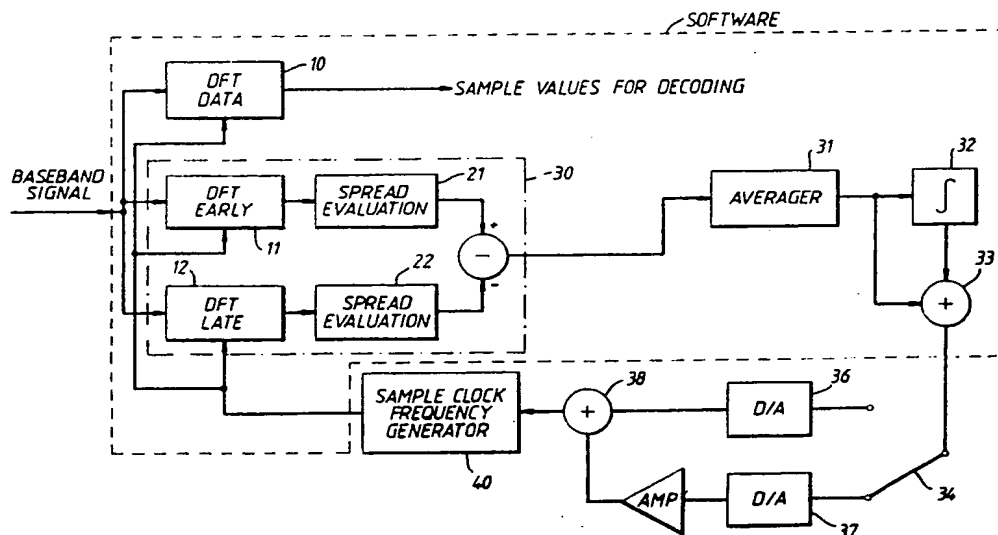 SOFTWARE
10
DFT
DATA
SAMPLE VALUES FOR DECODING
BASEBAND
SIGNAL
30
21
31
32
DFT
EARLY
SPREAD
EVALUATION
AVERAGER
∫
11
+
−
12
22
33
DFT
LATE
SPREAD
EVALUATION
-
+
38
36
SAMPLE CLOCK
FREQUENCY
GENERATOR
+
D/A
40
AMP
D/A
34
37